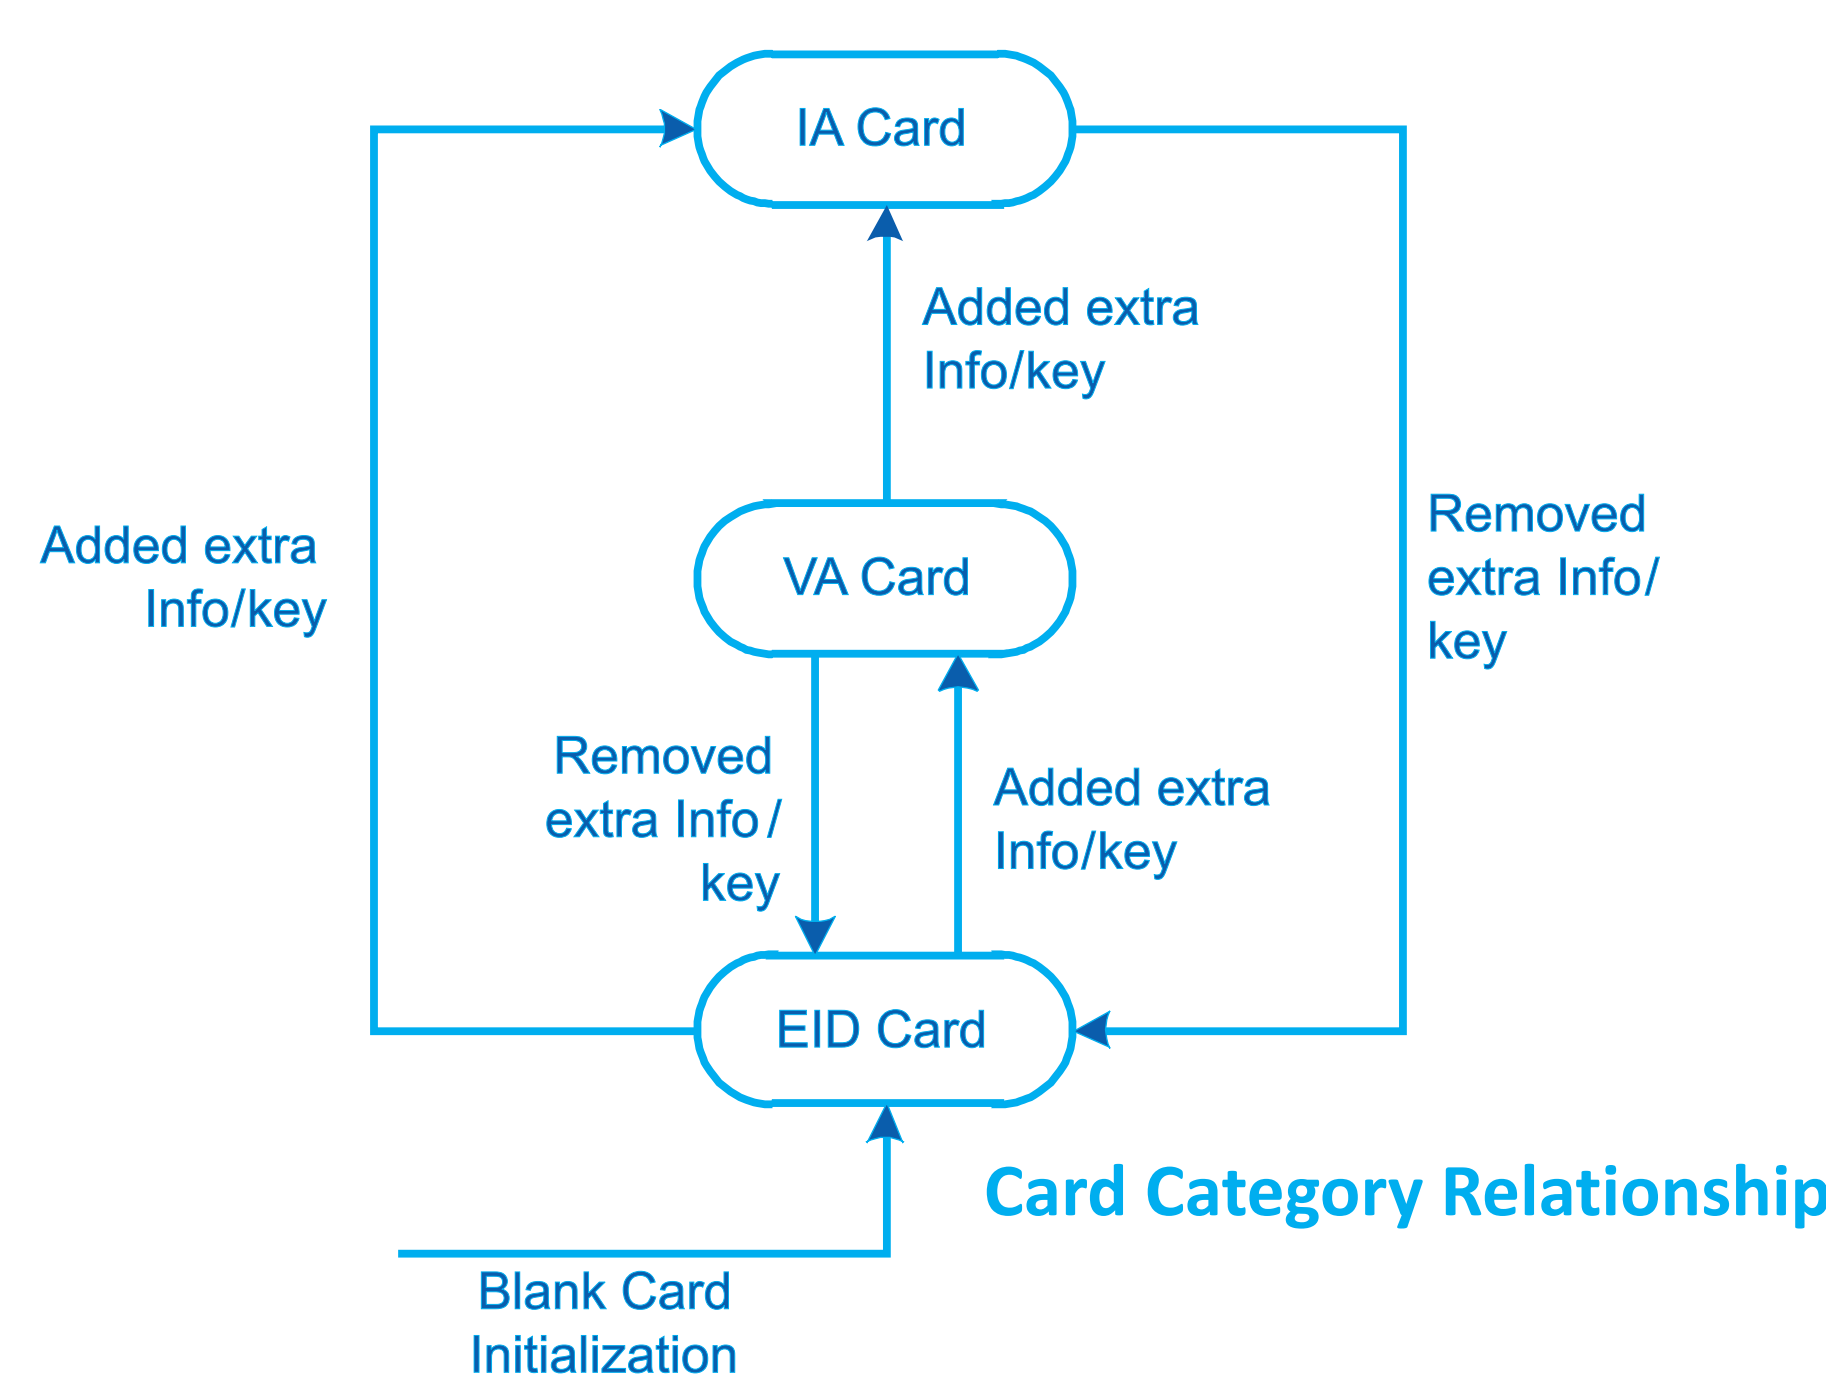 IA Card
Added extra
Info/key
Added extra
Info/key
VA Card
Removed
extra Info/
key
Removed
extra Info/
key
Added extra
Info/key
EID Card
Card Category Relationship
Blank Card
Initialization